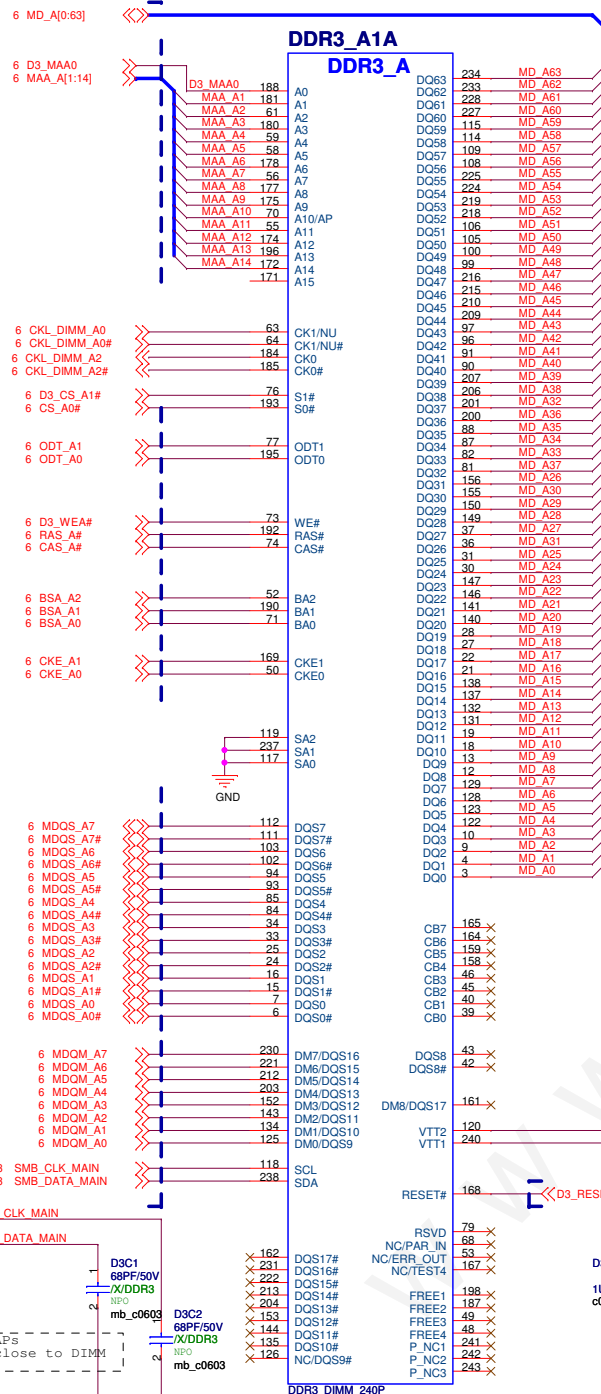 6 MD_A[0:63]
DDR3_A1A
DDR3_A
6 D3_MAA0
6 MAA_A[1:14]
D3_MAA0 188 A0
MAA_A1 181 A1
MAA_A2 61 A2
MAA_A3 180 A3
MAA_A4 59 A4
MAA_A5 58 A5
MAA_A6 178 A6
MAA_A7 56 A7
MAA_A8 177 A8
MAA_A9 175 A9
MAA_A10 70 A10/AP
MAA_A11 55 A11
MAA_A12 174 A12
MAA_A13 196 A13
MAA_A14 172 A14
171 A15
6 CKL_DIMM_A0 63 CK1/NU
6 CKL_DIMM_A0# 64 CK1/NU#
6 CKL_DIMM_A2 184 CK0
6 CKL_DIMM_A2# 185 CK0#
6 D3_CS_A1# 76 S1#
6 CS_A0# 193 S0#
6 ODT_A1 77 ODT1
6 ODT_A0 195 ODT0
6 D3_WEA# 73 WE#
6 RAS_A# 192 RAS#
6 CAS_A# 74 CAS#
6 BSA_A2 52 BA2
6 BSA_A1 190 BA1
6 BSA_A0 71 BA0
6 CKE_A1 169 CKE1
6 CKE_A0 50 CKE0
119 SA2
237 SA1
117 SA0
GND
6 MDQS_A7 112 DQS7
6 MDQS_A7# 111 DQS7#
6 MDQS_A6 103 DQS6
6 MDQS_A6# 102 DQS6#
6 MDQS_A5 94 DQS5
6 MDQS_A5# 93 DQS5#
6 MDQS_A4 85 DQS4
6 MDQS_A4# 84 DQS4#
6 MDQS_A3 34 DQS3
6 MDQS_A3# 33 DQS3#
6 MDQS_A2 25 DQS2
6 MDQS_A2# 24 DQS2#
6 MDQS_A1 16 DQS1
6 MDQS_A1# 15 DQS1#
6 MDQS_A0 7 DQS0
6 MDQS_A0# 6 DQS0#
6 MDQM_A7 230 DM7/DQS16
6 MDQM_A6 221 DM6/DQS15
6 MDQM_A5 212 DM5/DQS14
6 MDQM_A4 203 DM4/DQS13
6 MDQM_A3 152 DM3/DQS12
6 MDQM_A2 143 DM2/DQS11
6 MDQM_A1 134 DM1/DQS10
6 MDQM_A0 125 DM0/DQS9
SMB_CLK_MAIN 118 SCL
SMB_DATA_MAIN 238 SDA
CLK_MAIN
DATA_MAIN
162 DQS17#
231 DQS16#
222 DQS15#
213 DQS14#
204 DQS13#
153 DQS12#
144 DQS11#
135 DQS10#
126 NC/DQS9#
DQ63 234 MD_A63
DQ62 233 MD_A62
DQ61 228 MD_A61
DQ60 227 MD_A60
DQ59 115 MD_A59
DQ58 114 MD_A58
DQ57 109 MD_A57
DQ56 108 MD_A56
DQ55 225 MD_A55
DQ54 224 MD_A54
DQ53 219 MD_A53
DQ52 218 MD_A52
DQ51 106 MD_A51
DQ50 105 MD_A50
DQ49 100 MD_A49
DQ48 99 MD_A48
DQ47 216 MD_A47
DQ46 215 MD_A46
DQ45 210 MD_A45
DQ44 209 MD_A44
DQ43 97 MD_A43
DQ42 96 MD_A42
DQ41 91 MD_A41
DQ40 90 MD_A40
DQ39 207 MD_A39
DQ38 206 MD_A38
DQ37 201 MD_A32
DQ36 200 MD_A36
DQ35 88 MD_A35
DQ34 87 MD_A34
DQ33 82 MD_A33
DQ32 81 MD_A37
DQ31 156 MD_A26
DQ30 155 MD_A30
DQ29 150 MD_A29
DQ28 149 MD_A28
DQ27 37 MD_A27
DQ26 36 MD_A31
DQ25 31 MD_A25
DQ24 30 MD_A24
DQ23 147 MD_A23
DQ22 146 MD_A22
DQ21 141 MD_A21
DQ20 140 MD_A20
DQ19 28 MD_A19
DQ18 27 MD_A18
DQ17 22 MD_A17
DQ16 21 MD_A16
DQ15 138 MD_A15
DQ14 137 MD_A14
DQ13 132 MD_A13
DQ12 131 MD_A12
DQ11 19 MD_A11
DQ10 18 MD_A10
DQ9 13 MD_A9
DQ8 12 MD_A8
DQ7 129 MD_A7
DQ6 128 MD_A6
DQ5 123 MD_A5
DQ4 122 MD_A4
DQ3 10 MD_A3
DQ2 9 MD_A2
DQ1 4 MD_A1
DQ0 3 MD_A0
CB7 165
CB6 164
CB5 159
CB4 158
CB3 46
CB2 45
CB1 40
CB0 39
DQS8 43
DQS8# 42
DM8/DQS17 161
VTT2 120
VTT1 240
RESET# 168 D3_RES
RSVD 79
NC/PAR_IN 68
NC/ERR_OUT 53
NC/TEST4 167
FREE1 198
FREE2 187
FREE3 49
FREE4 48
P_NC1 241
P_NC2 242
P_NC3 243
DDR3_DIMM_240P
1
2
D3C1
68PF/50V
/X/DDR3
NPO
mb_c0603
1
2
D3C2
68PF/50V
/X/DDR3
NPO
mb_c0603
APs
close to DIMM
W W